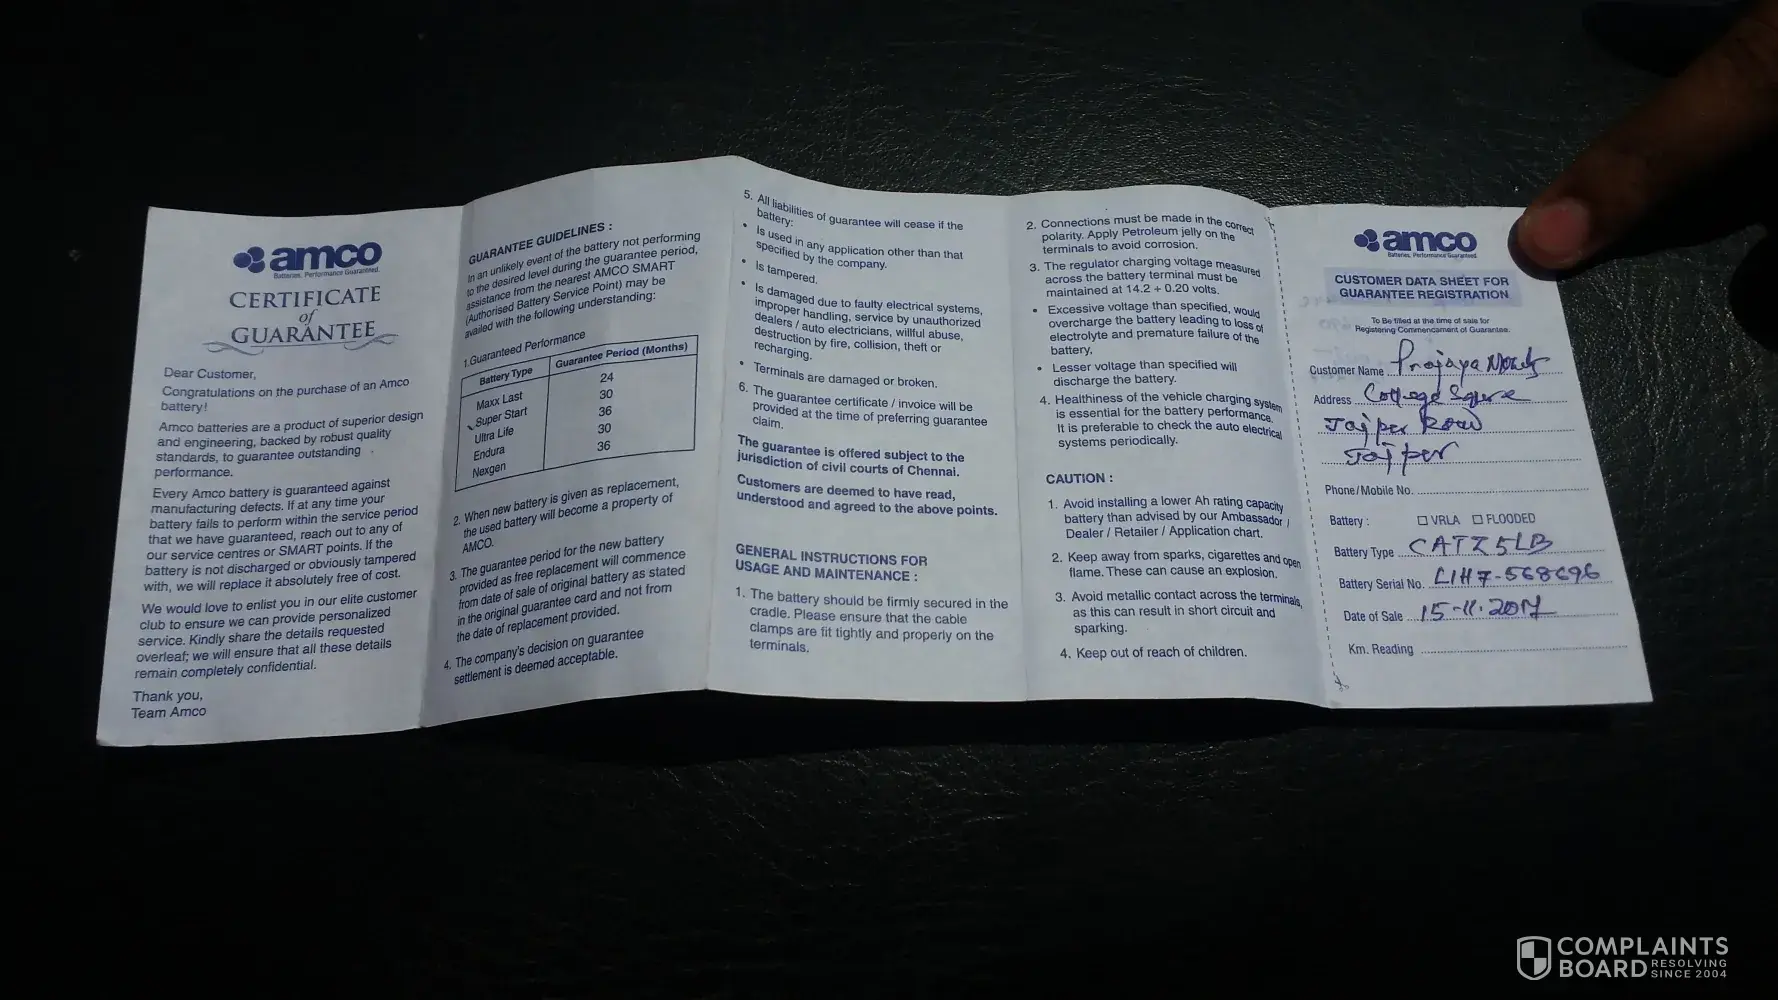 amco
Batteries. Performance Guaranteed.
CERTIFICATE
of
GUARANTEE
Dear Customer,
Congratulations on the purchase of an Amco
battery!
Amco batteries are a product of superior design
and engineering, backed by robust quality
standards, to guarantee outstanding
performance.
Every Amco battery is guaranteed against
manufacturing defects. If at any time your
battery fails to perform within the service period
that we have guaranteed, reach out to any of
our service centres or SMART points. If the
battery is not discharged or obviously tampered
with, we will replace it absolutely free of cost.
We would love to enlist you in our elite customer
club to ensure we can provide personalized
service. Kindly share the details requested
overleaf; we will ensure that all these details
remain completely confidential.
Thank you,
Team Amco
GUARANTEE GUIDELINES :
In an unlikely event of the battery not performing
to the desired level during the guarantee period,
assistance from the nearest AMCO SMART
(Authorised Battery Service Point) may be
availed with the following understanding:
1.Guaranteed Performance
Battery Type Guarantee Period (Months)
Maxx Last 24
Super Start 30
Ultra Life 36
Endura 30
Nexgen 36
2. When new battery is given as replacement,
the used battery will become a property of
AMCO.
3. The guarantee period for the new battery
provided as free replacement will commence
from date of sale of original battery as stated
in the original guarantee card and not from
the date of replacement provided.
4. The company's decision on guarantee
settlement is deemed acceptable.
5. All liabilities of guarantee will cease if the
battery:
• Is used in any application other than that
specified by the company.
• Is tampered.
• Is damaged due to faulty electrical systems,
improper handling, service by unauthorized
dealers / auto electricians, willful abuse,
destruction by fire, collision, theft or
recharging.
• Terminals are damaged or broken.
6. The guarantee certificate / invoice will be
provided at the time of preferring guarantee
claim.
The guarantee is offered subject to the
jurisdiction of civil courts of Chennai.
Customers are deemed to have read,
understood and agreed to the above points.
GENERAL INSTRUCTIONS FOR
USAGE AND MAINTENANCE :
1. The battery should be firmly secured in the
cradle. Please ensure that the cable
clamps are fit tightly and properly on the
terminals.
2. Connections must be made in the correct
polarity. Apply Petroleum jelly on the
terminals to avoid corrosion.
3. The regulator charging voltage measured
across the battery terminal must be
maintained at 14.2 + 0.20 volts.
• Excessive voltage than specified, would
overcharge the battery leading to loss of
electrolyte and premature failure of the
battery,
• Lesser voltage than specified will
discharge the battery.
4. Healthiness of the vehicle charging system
is essential for the battery performance.
It is preferable to check the auto electrical
systems periodically.
CAUTION :
1. Avoid installing a lower Ah rating capacity
battery than advised by our Ambassador /
Dealer / Retailer / Application chart.
2. Keep away from sparks, cigarettes and open
flame. These can cause an explosion.
3. Avoid metallic contact across the terminals,
as this can result in short circuit and
sparking.
4. Keep out of reach of children.
amco
Batteries. Performance Guaranteed.
CUSTOMER DATA SHEET FOR
GUARANTEE REGISTRATION
To Be filled at the time of sale for
Registering Commencement of Guarantee.
Customer Name Prajaya
Address College Square
Jajpur Road
Jajpur
Phone/Mobile No.
Battery : VRLA FLOODED
Battery Type CATZ5LB
Battery Serial No. L1H7-568696
Date of Sale 15-11-2017
Km. Reading
COMPLAINTS
BOARD RESOLVING
SINCE 2004